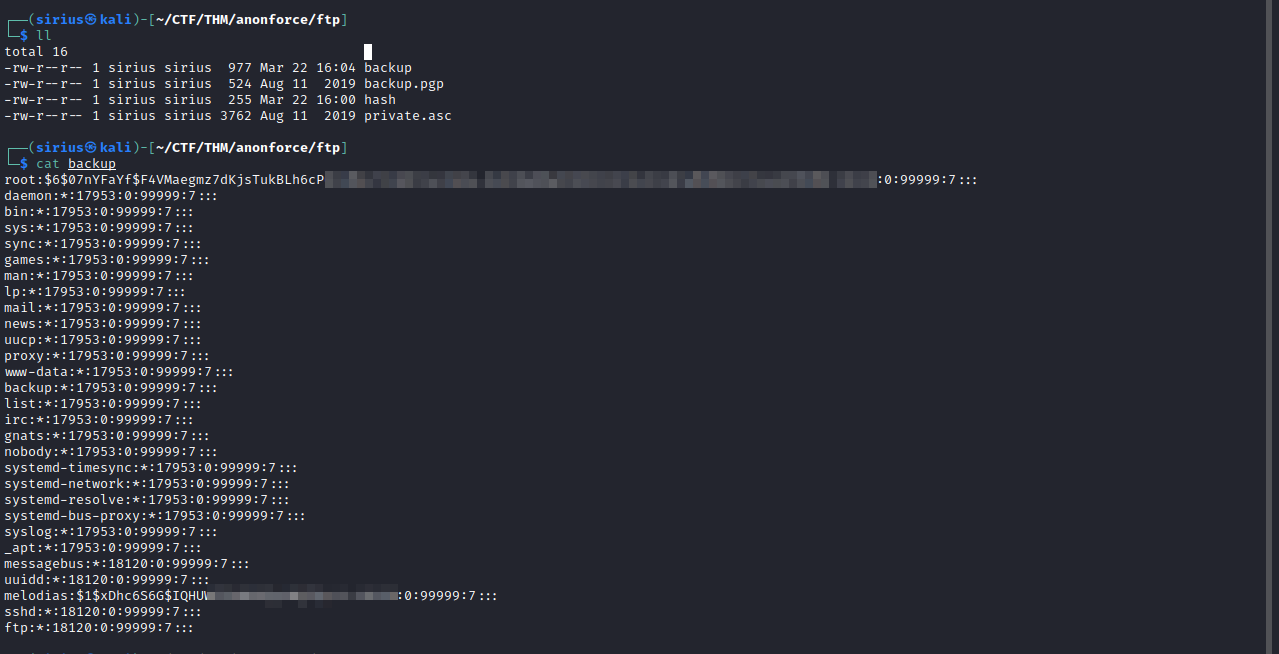 ┌──(sirius㉿kali)-[~/CTF/THM/anonforce/ftp]
└─$ ll
total 16
-rw-r--r-- 1 sirius sirius  977 Mar 22 16:04 backup
-rw-r--r-- 1 sirius sirius  524 Aug 11  2019 backup.pgp
-rw-r--r-- 1 sirius sirius  255 Mar 22 16:00 hash
-rw-r--r-- 1 sirius sirius 3762 Aug 11  2019 private.asc
┌──(sirius㉿kali)-[~/CTF/THM/anonforce/ftp]
└─$ cat backup
root:$6$07nYFaYf$F4VMaegmz7dKjsTukBLh6cP :0:99999:7:::
daemon:*:17953:0:99999:7:::
bin:*:17953:0:99999:7:::
sys:*:17953:0:99999:7:::
sync:*:17953:0:99999:7:::
games:*:17953:0:99999:7:::
man:*:17953:0:99999:7:::
lp:*:17953:0:99999:7:::
mail:*:17953:0:99999:7:::
news:*:17953:0:99999:7:::
uucp:*:17953:0:99999:7:::
proxy:*:17953:0:99999:7:::
www-data:*:17953:0:99999:7:::
backup:*:17953:0:99999:7:::
list:*:17953:0:99999:7:::
irc:*:17953:0:99999:7:::
gnats:*:17953:0:99999:7:::
nobody:*:17953:0:99999:7:::
systemd-timesync:*:17953:0:99999:7:::
systemd-network:*:17953:0:99999:7:::
systemd-resolve:*:17953:0:99999:7:::
systemd-bus-proxy:*:17953:0:99999:7:::
syslog:*:17953:0:99999:7:::
_apt:*:17953:0:99999:7:::
messagebus:*:18120:0:99999:7:::
uuidd:*:18120:0:99999:7:::
melodias:$1$xDhc6S6G$IQHU :0:99999:7:::
sshd:*:18120:0:99999:7:::
ftp:*:18120:0:99999:7:::